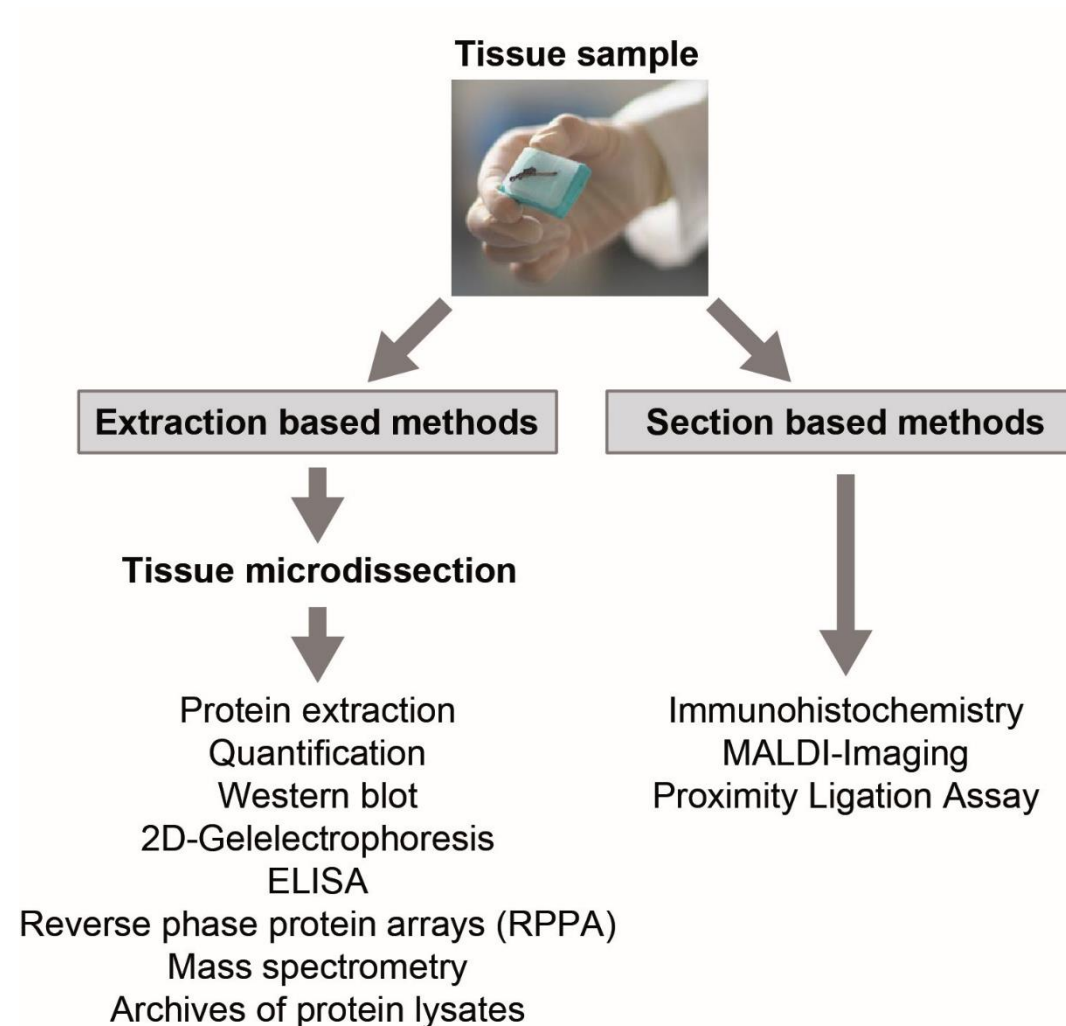 Tissue sample
Extraction based methods
Section based methods
Tissue microdissection
Protein extraction
Quantification
Western blot
2D-Gelelectrophoresis
ELISA
Reverse phase protein arrays (RPPA)
Mass spectrometry
Archives of protein lysates
Immunohistochemistry
MALDI-Imaging
Proximity Ligation Assay